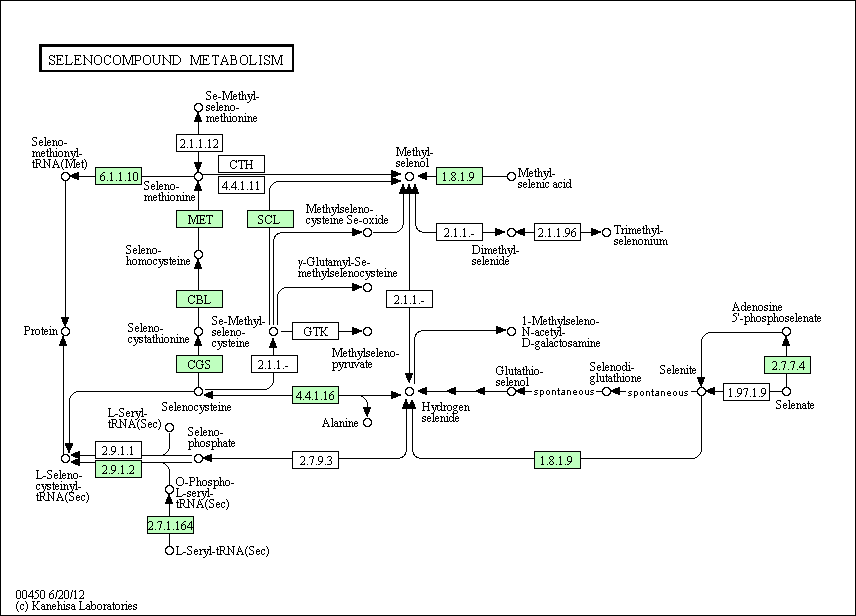 SELENOCOMPOUND METABOLISM
Se-Methyl-
seleno-
methionine
2.1.1.12
Seleno-
methionyl-
tRNA(Met)
6.1.1.10
Seleno-
methionine
CTH
4.4.1.11
Methyl-
selenol
1.8.1.9
Methyl-
selenic acid
MET
SCL
Methylseleno-
cysteine Se-oxide
2.1.1.-
Dimethyl-
selenide
2.1.1.96
Trimethyl-
selenonium
Seleno-
homocysteine
γ-Glutamyl-Se-
methylselenocysteine
CBL
2.1.1.-
Protein
Seleno-
cystathionine
Se-Methyl-
seleno-
cysteine
GTK
Methylseleno-
pyruvate
1-Methylseleno-
N-acetyl-
D-galactosamine
Adenosine
5'-phosphoselenate
CGS
2.1.1.-
Glutathio-
selenol
Selenodi-
glutathione
Selenite
2.7.7.4
Selenocysteine
4.4.1.16
Alanine
Hydrogen
selenide
spontaneous
spontaneous
1.97.1.9
Selenate
L-Seryl-
tRNA(Sec)
Seleno-
phosphate
2.9.1.1
2.9.1.2
2.7.9.3
1.8.1.9
L-Seleno-
cysteinyl-
tRNA(Sec)
O-Phospho-
L-seryl-
tRNA(Sec)
2.7.1.164
L-Seryl-tRNA(Sec)
00450 6/20/12
(c) Kanehisa Laboratories